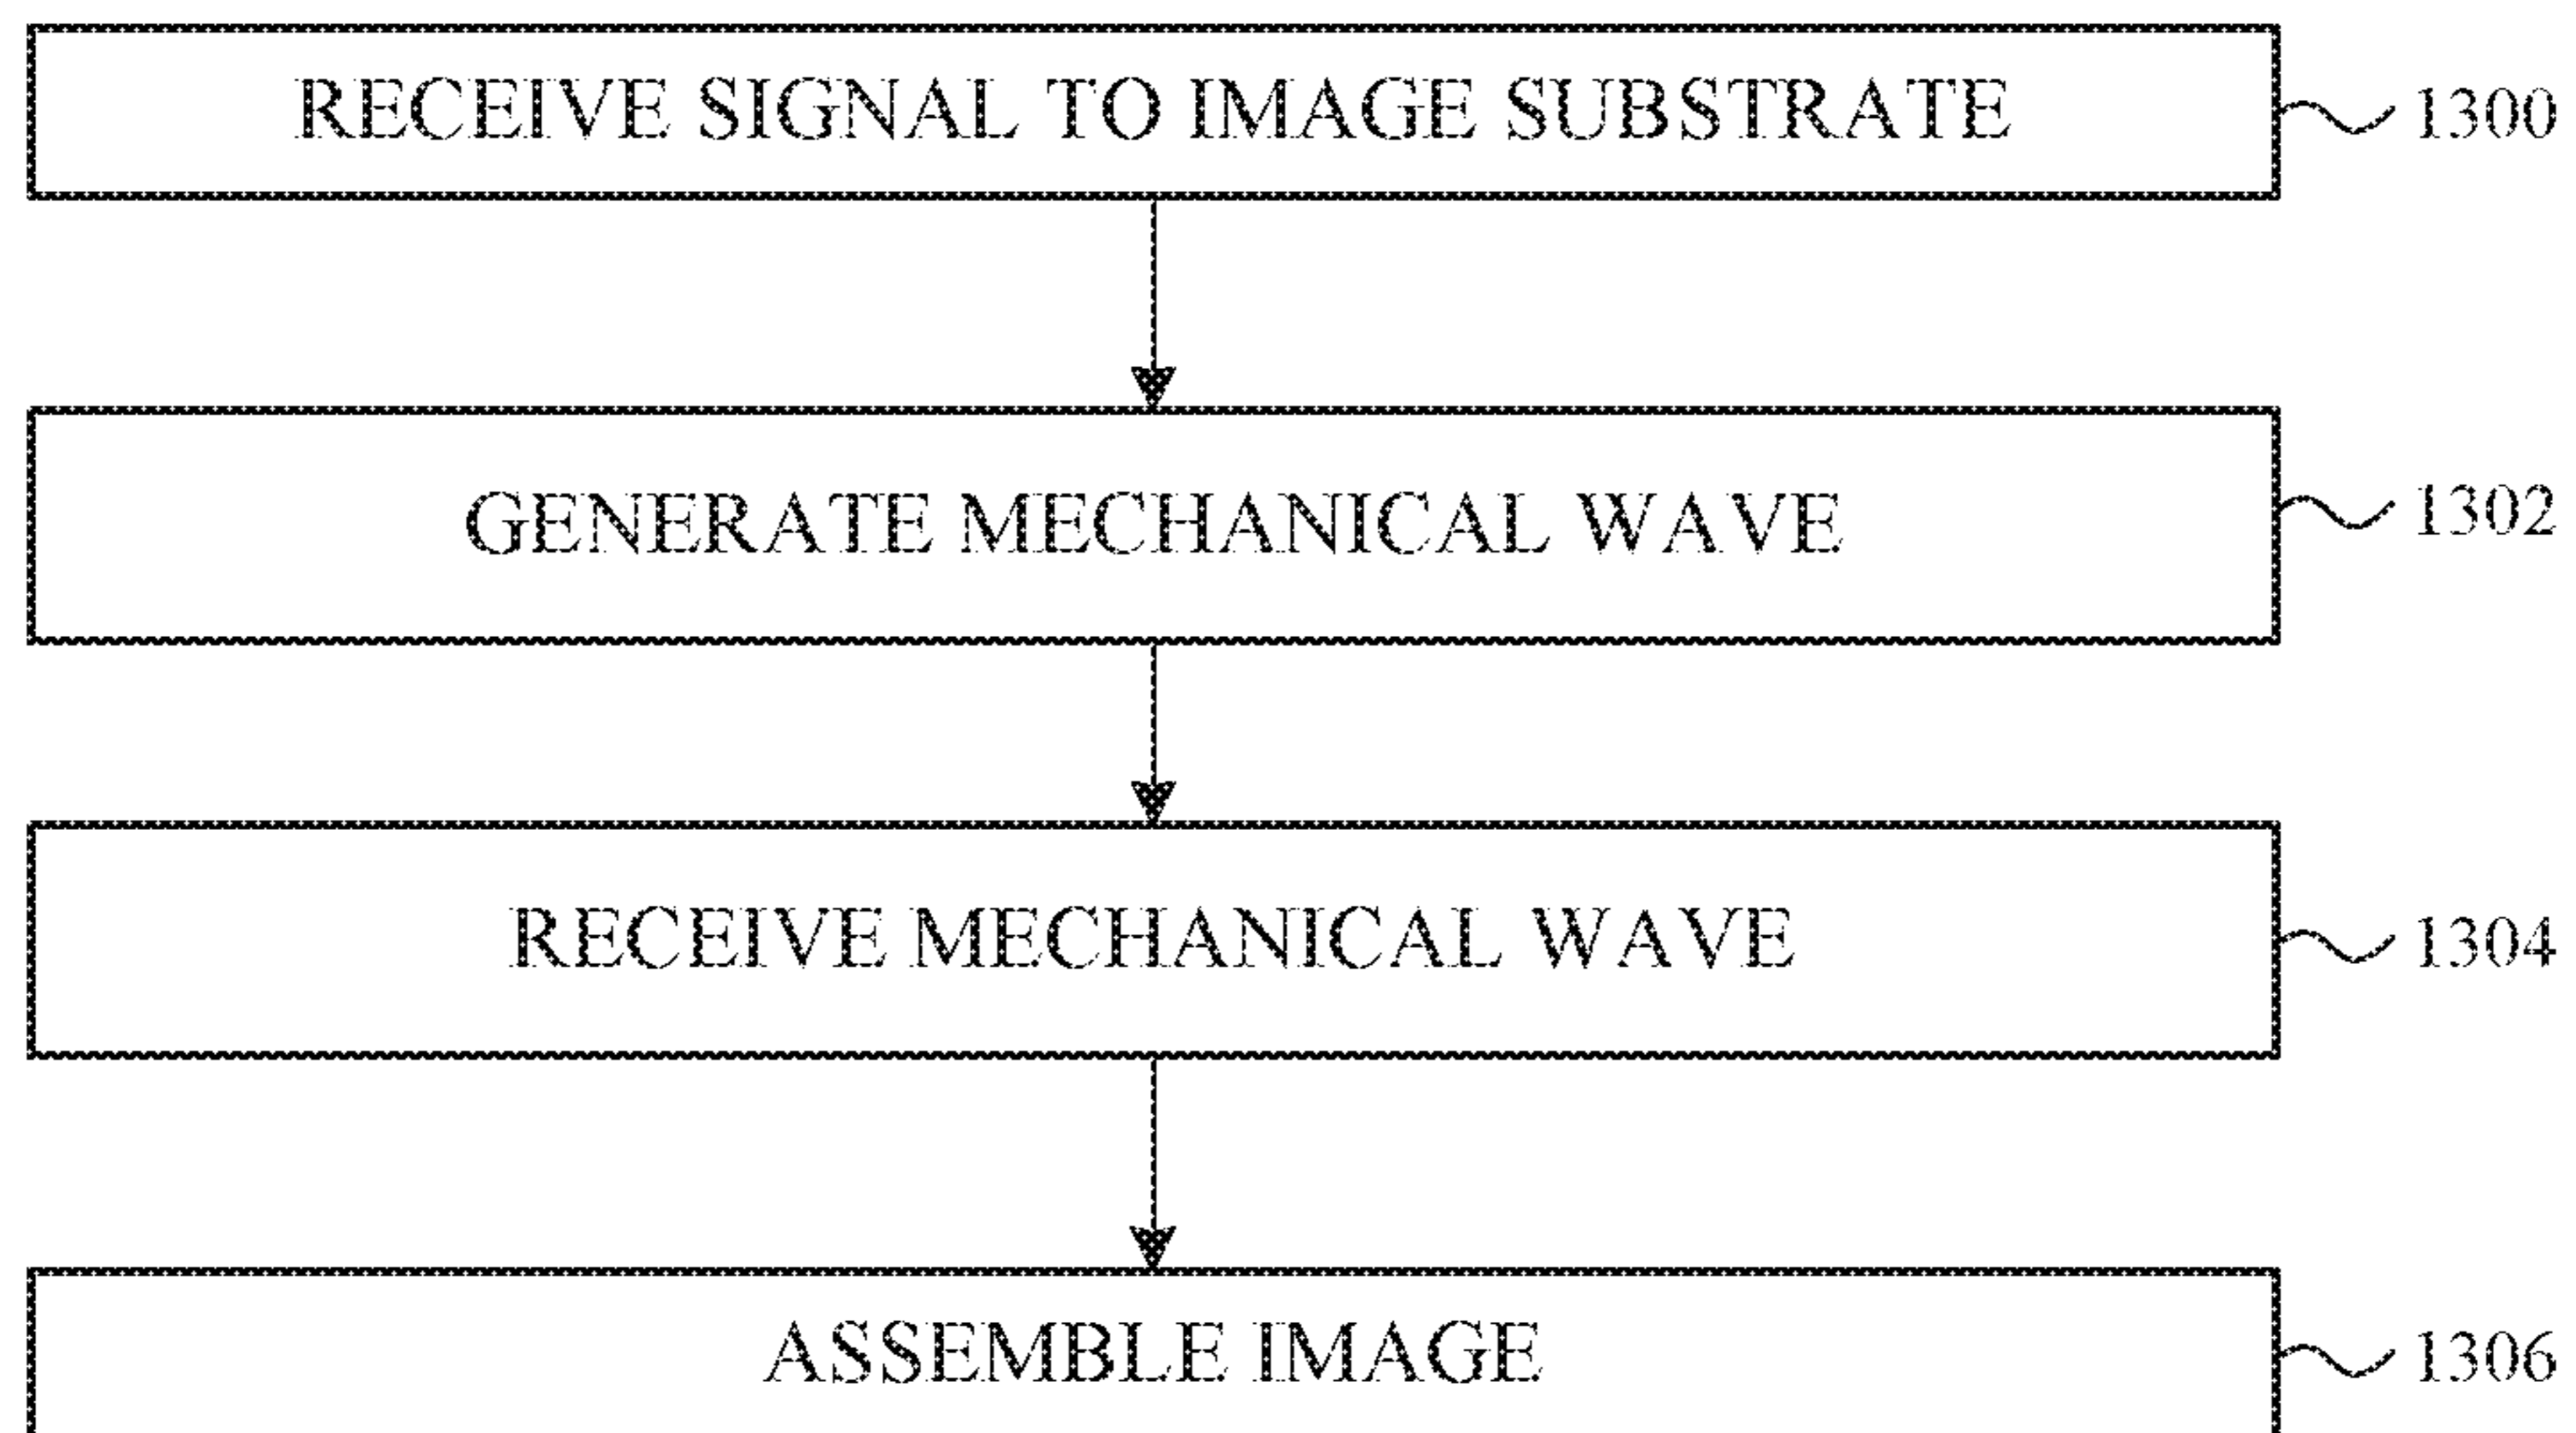 RECEIVE SIGNAL TO IMAGE SUBSTRATE 1300
GENERATE MECHANICAL WAVE 1302
RECEIVE MECHANICAL WAVE 1304
ASSEMBLE IMAGE 1306